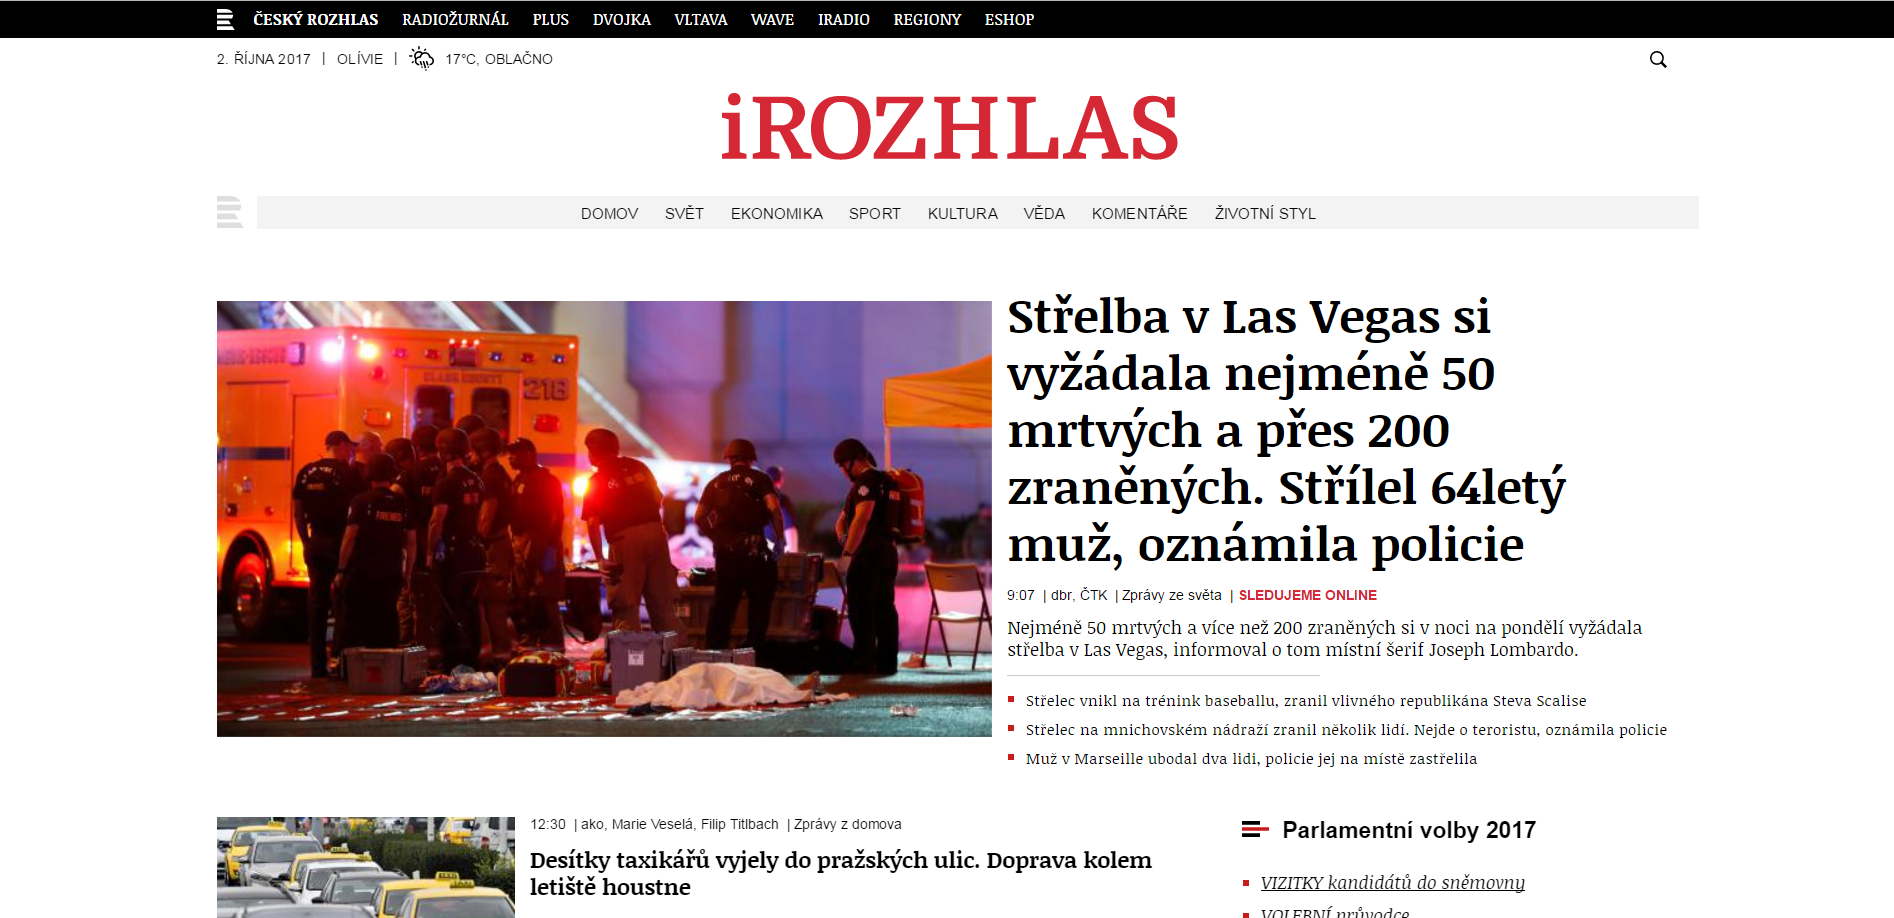 ČESKÝ ROZHLAS RADIOŽURNÁL PLUS DVOJKA VLTAVA WAVE IRADIO REGIONY ESHOP
2. ŘÍJNA 2017 | OLÍVIE | 17°C, OBLAČNO
iROZHLAS
DOMOV SVĚT EKONOMIKA SPORT KULTURA VĚDA KOMENTÁŘE ŽIVOTNÍ STYL
CLARK COUNTY
218
Střelba v Las Vegas si
vyžádala nejméně 50
mrtvých a přes 200
zraněných. Střílel 64letý
muž, oznámila policie
9:07 | dbr, ČTK | Zprávy ze světa | SLEDUJEME ONLINE
Nejméně 50 mrtvých a více než 200 zraněných si v noci na pondělí vyžádala
střelba v Las Vegas, informoval o tom místní šerif Joseph Lombardo.
Střelec vnikl na trénink baseballu, zranil vlivného republikána Steva Scalise
Střelec na mnichovském nádraží zranil několik lidí. Nejde o teroristu, oznámila policie
Muž v Marseille ubodal dva lidi, policie jej na místě zastřelila
12:30 | ako, Marie Veselá, Filip Titlbach | Zprávy z domova
Desítky taxikářů vyjely do pražských ulic. Doprava kolem
letiště houstne
Parlamentní volby 2017
VIZITKY kandidátů do sněmovny
VOLEBNÍ průvodce